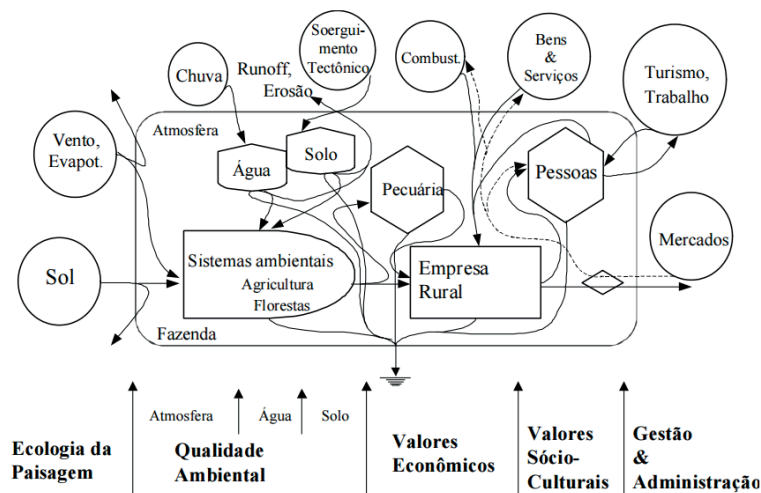 Soerguimento
Tectônico
Combust.
Bens
&
Serviços
Chuva
Runoff,
Erosão
Turismo,
Trabalho
Vento,
Evapot.
Atmosfera
Água
Solo
Pecuária
Pessoas
Sol
Sistemas ambientais
Agricultura
Florestas
Empresa
Rural
Mercados
Fazenda
Atmosfera
Água
Solo
Ecologia da
Paisagem
Qualidade
Ambiental
Valores
Econômicos
Valores
Sócio-
Culturais
Gestão
&
Administração